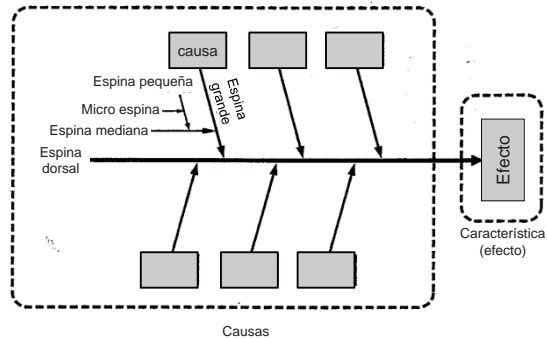 causa
Espina pequeña
Espina
grande
Micro espina
Espina mediana
Espina
dorsal
Efecto
Característica
(efecto)
Causas